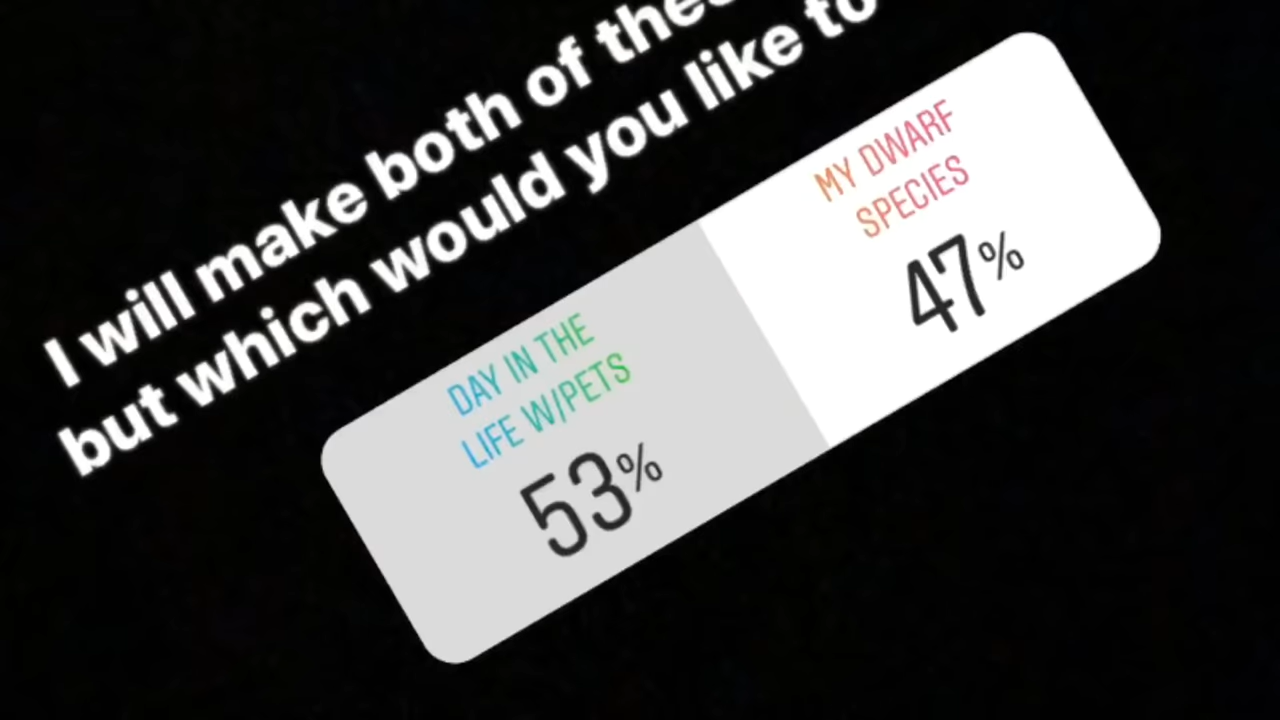 I will make both of
but which would you like to
MY DWARF
SPECIES
47%
DAY IN THE
LIFE W/PETS
53%